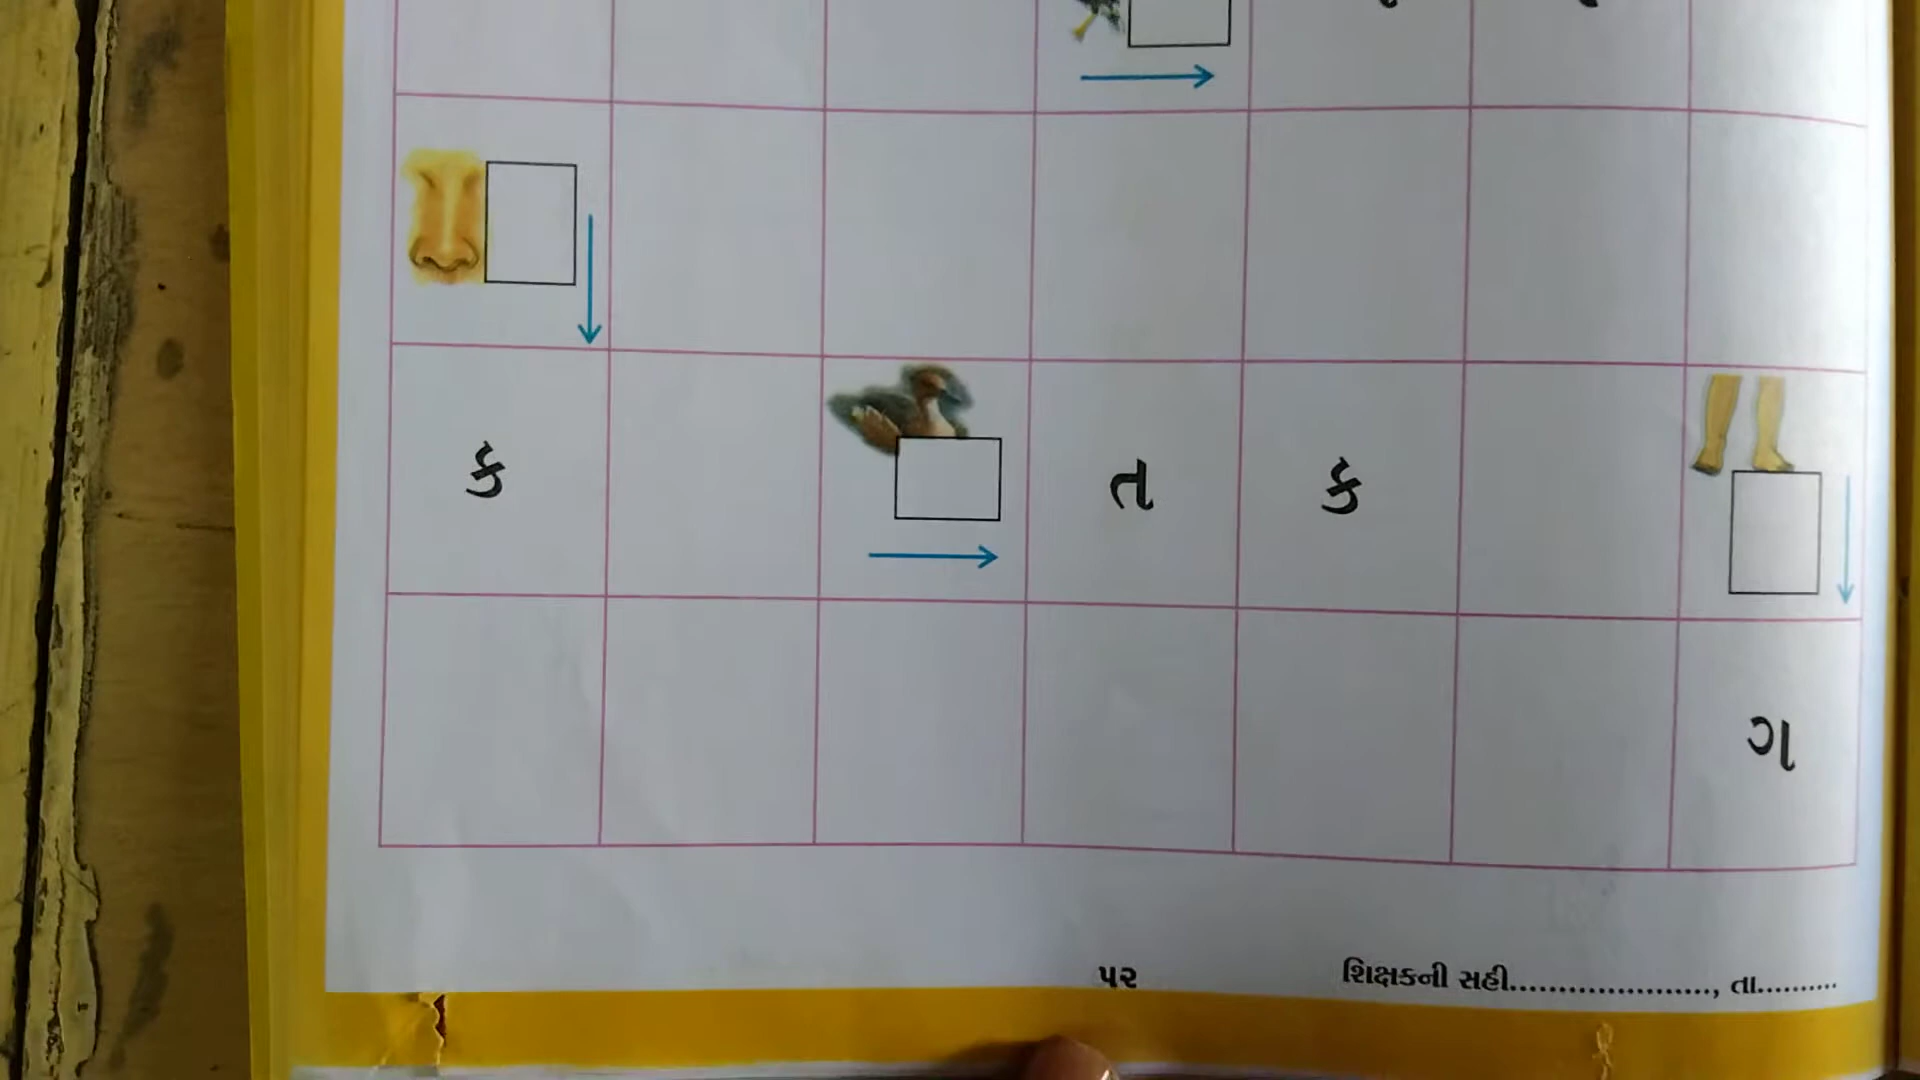 ક ત ક
ગ
૫૨ શિક્ષકની સહી....................., તા..........